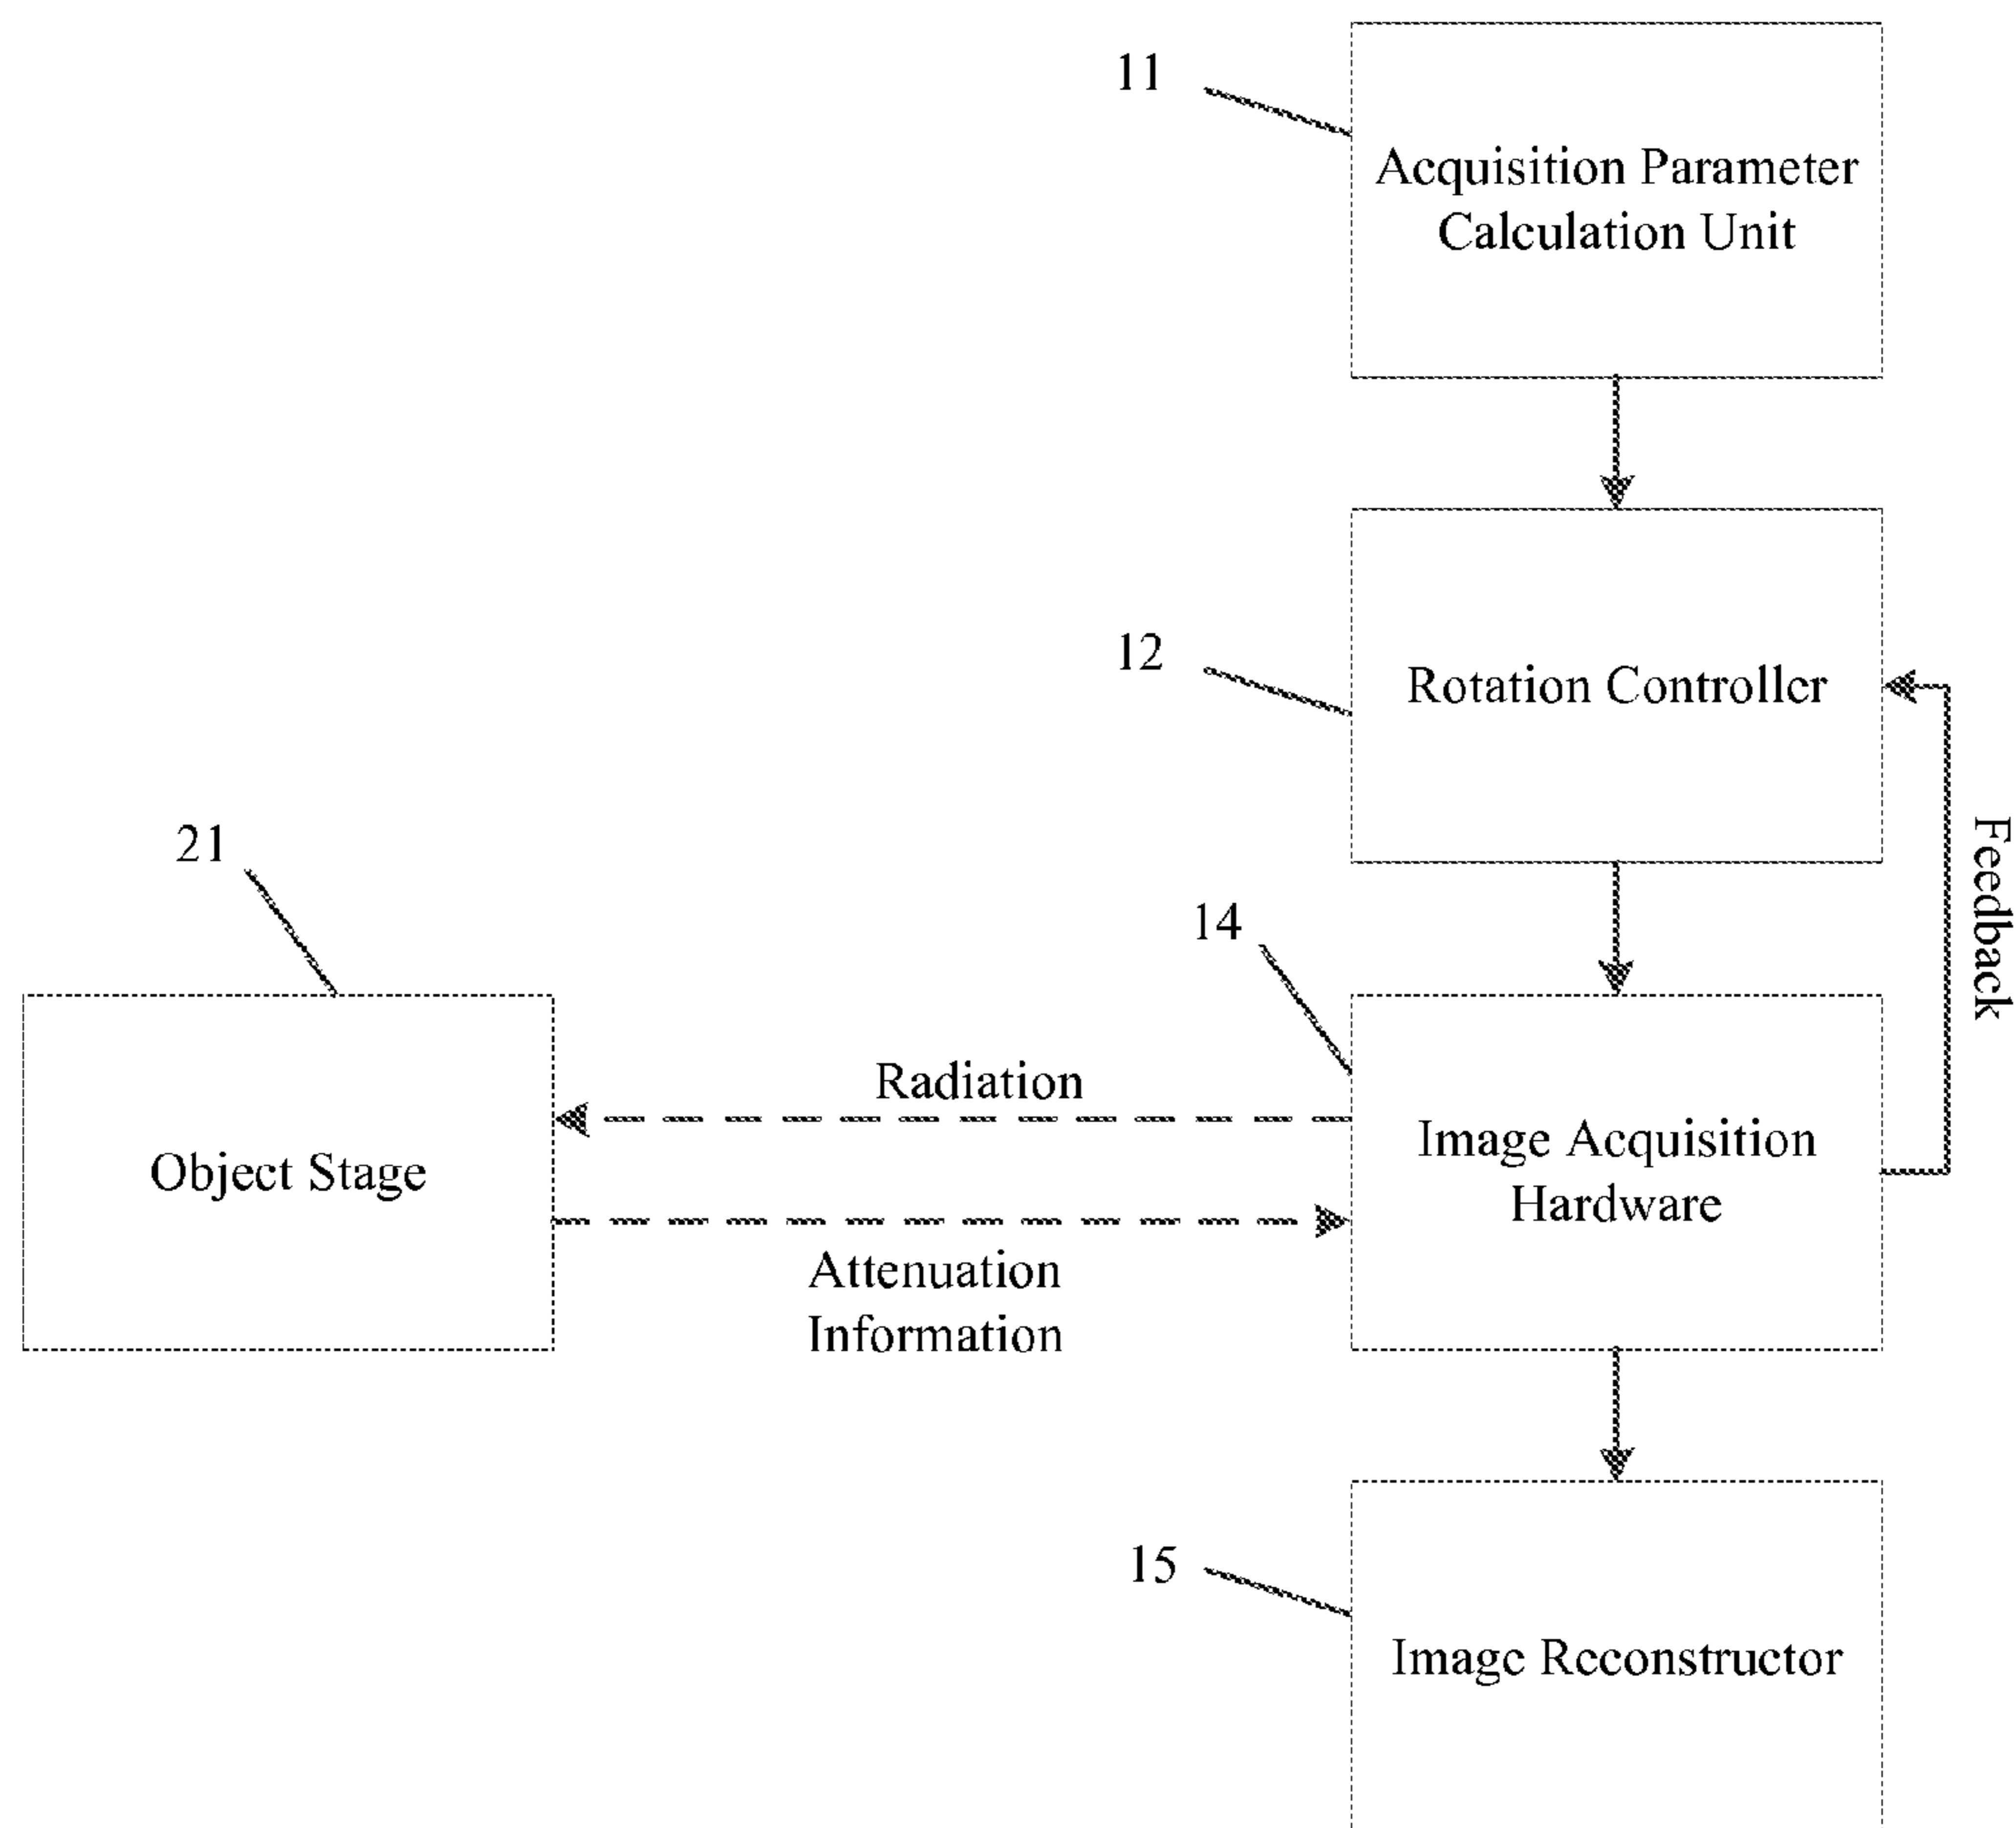 11
Acquisition Parameter
Calculation Unit
12
Rotation Controller
Feedback
21
14
Object Stage
Radiation
Attenuation
Information
Image Acquisition
Hardware
15
Image Reconstructor